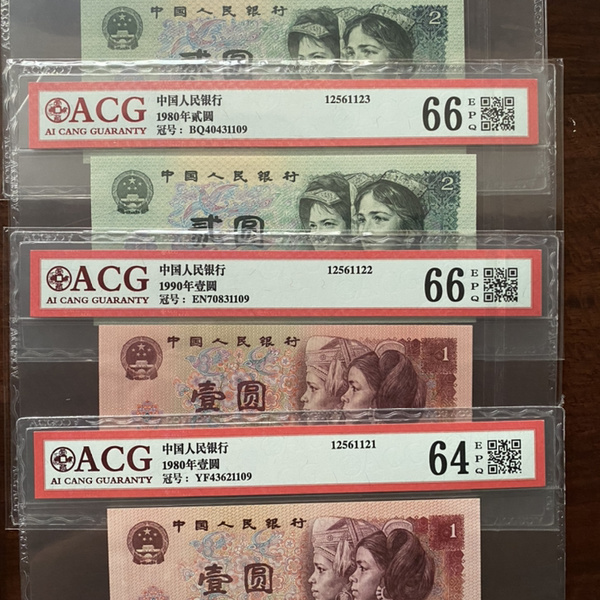 中国人民银行
2
贰圆
ACG
AI CANG GUARANTY
中国人民银行
1980年贰圆
冠号：BQ40431109
12561123
66
EPQ
中国人民银行
2
贰圆
ACG
AI CANG GUARANTY
中国人民银行
1990年壹圆
冠号：EN70831109
12561122
66
EPQ
中国人民银行
1
壹圆
ACG
AI CANG GUARANTY
中国人民银行
1980年壹圆
冠号：YF43621109
12561121
64
EPQ
中国人民银行
1
壹圆